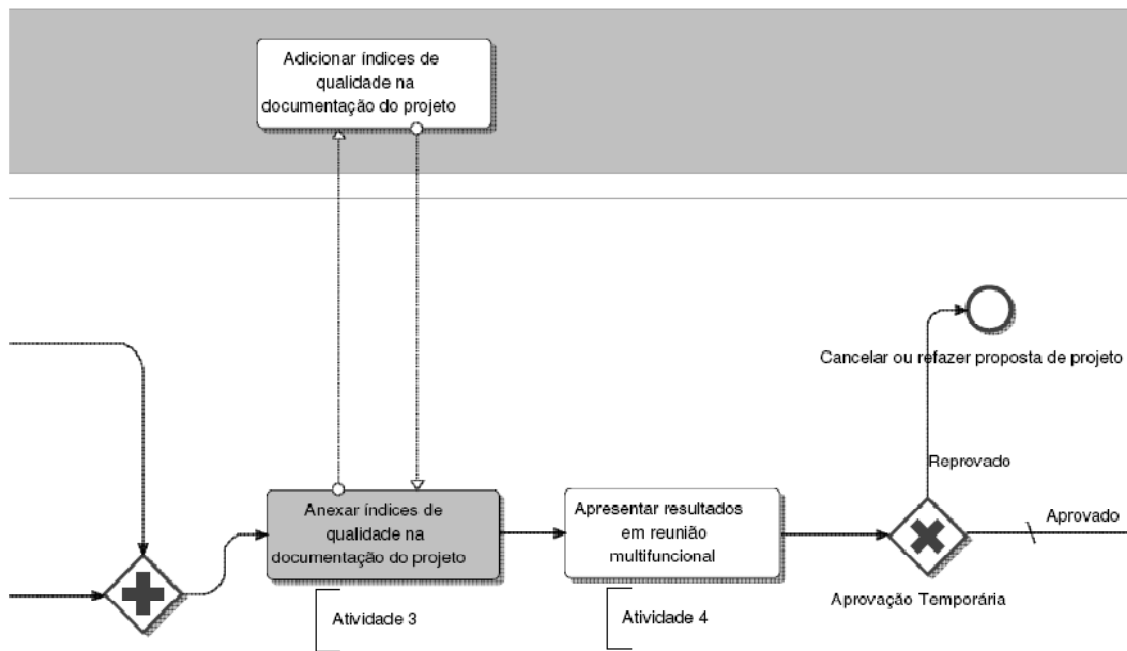 Adicionar índices de
qualidade na
documentação do projeto
Cancelar ou refazer proposta de projeto
Reprovado
Anexar índices de
qualidade na
documentação do projeto
Apresentar resultados
em reunião
multifuncional
Aprovado
Aprovação Temporária
Atividade 3
Atividade 4